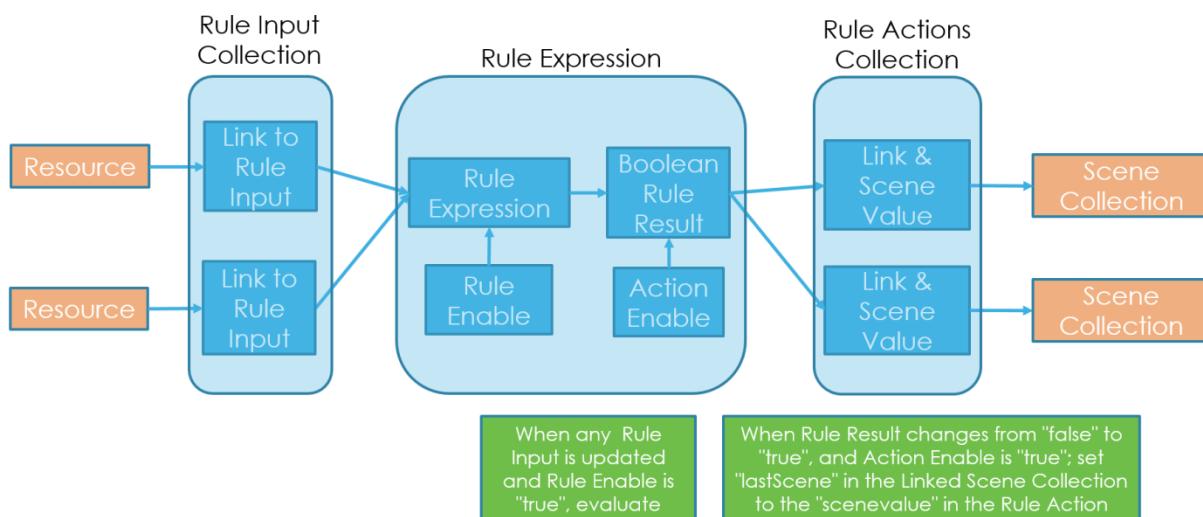 Rule Input
Collection
Rule Expression
Rule Actions
Collection
Resource
Link to
Rule
Input
Rule
Expression
Boolean
Rule
Result
Link &
Scene
Value
Scene
Collection
Resource
Link to
Rule
Input
Rule
Enable
Action
Enable
Link &
Scene
Value
Scene
Collection
When any Rule
Input is updated
and Rule Enable is
"true", evaluate
When Rule Result changes from "false" to
"true", and Action Enable is "true"; set
"lastScene" in the Linked Scene Collection
to the "scenevalue" in the Rule Action